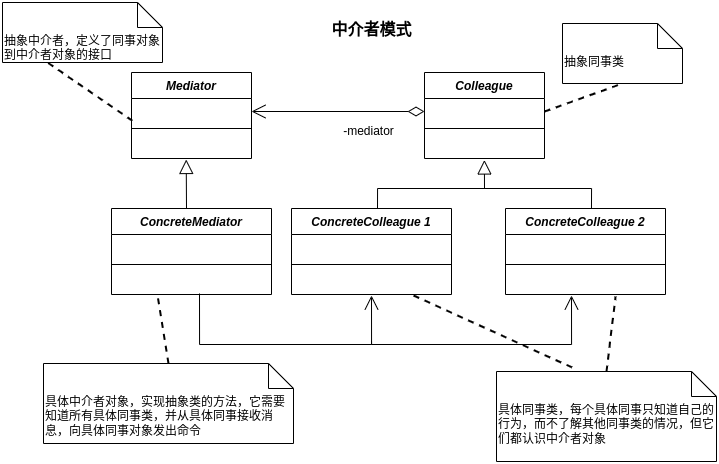 中介者模式
抽象中介者，定义了同事对象
到中介者对象的接口
抽象同事类
Mediator
Colleague
-mediator
ConcreteMediator
ConcreteColleague 1
ConcreteColleague 2
具体中介者对象，实现抽象类的方法，它需要
知道所有具体同事类，并从具体同事接收消
息，向具体同事对象发出命令
具体同事类，每个具体同事只知道自己的
行为，而不了解其他同事类的情况，但它
们都认识中介者对象